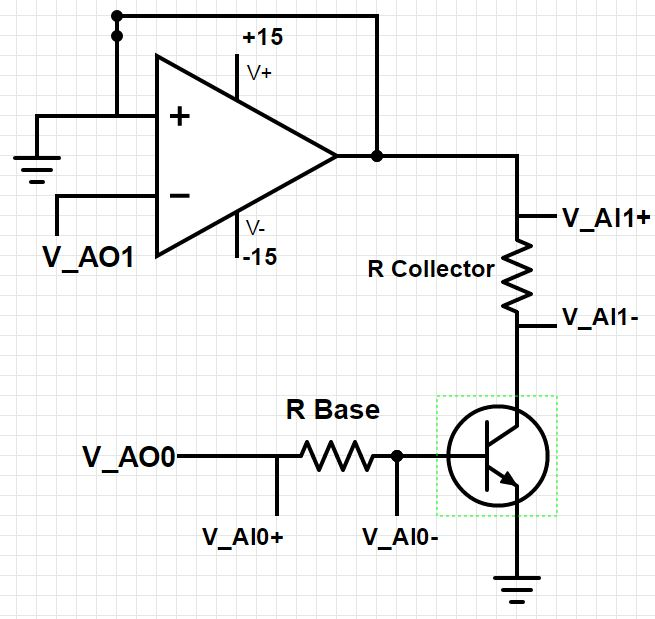 +15
V+
+
−
V-
-15
V_AO1
V_AI1+
R Collector
V_AI1-
R Base
V_AO0
V_AI0+
V_AI0-